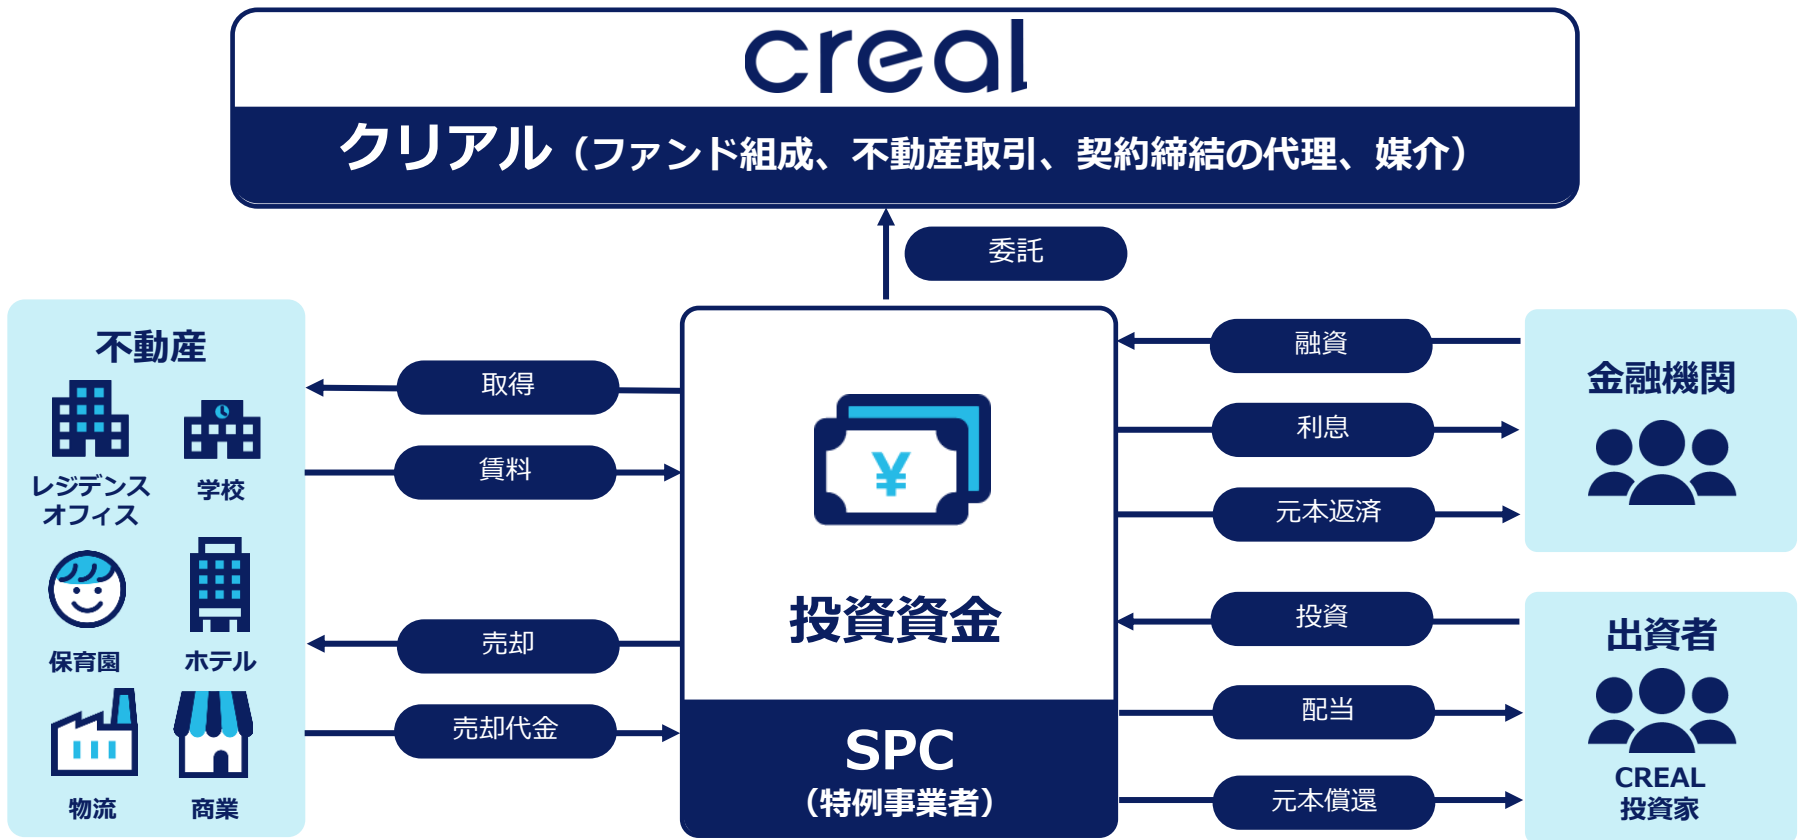 creal
クリアル（ファンド組成、不動産取引、契約締結の代理、媒介）
委託
不動産
レジデンス
オフィス
学校
保育園
ホテル
物流
商業
取得
賃料
売却
売却代金
¥
投資資金
SPC
（特例事業者）
融資
利息
元本返済
投資
配当
元本償還
金融機関
出資者
CREAL
投資家